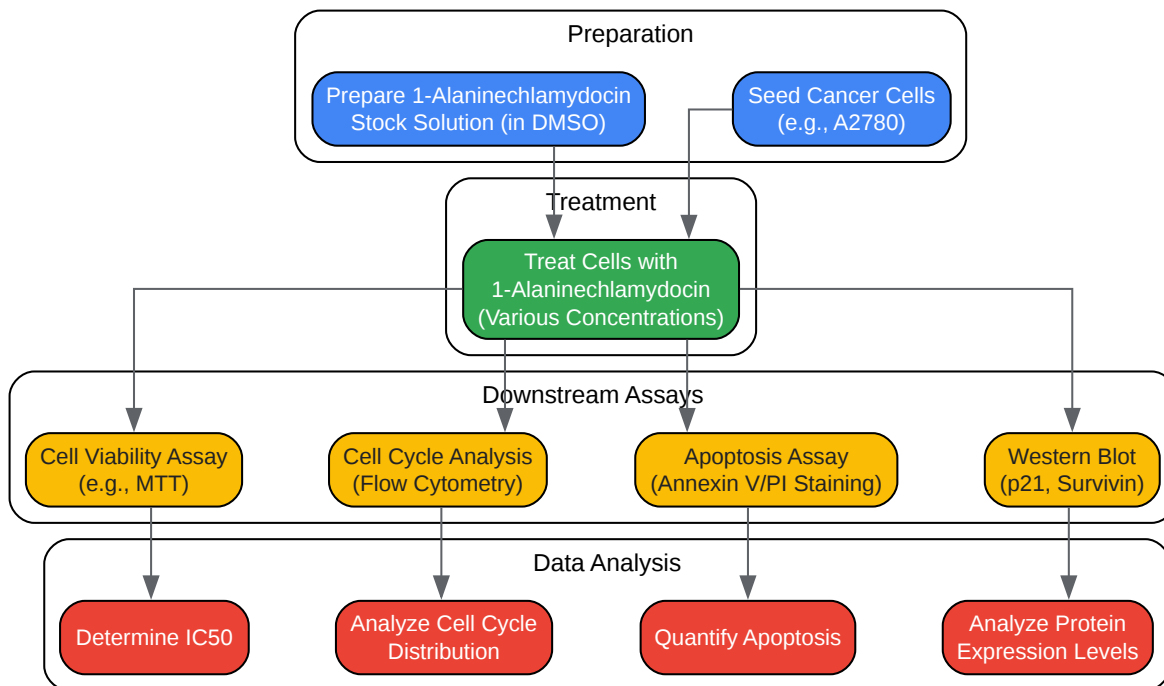 Preparation
Prepare 1-Alaninechlamydocin
Stock Solution (in DMSO)
Seed Cancer Cells
(e.g., A2780)
Treatment
Treat Cells with
1-Alaninechlamydocin
(Various Concentrations)
Downstream Assays
Cell Viability Assay
(e.g., MTT)
Cell Cycle Analysis
(Flow Cytometry)
Apoptosis Assay
(Annexin V/PI Staining)
Western Blot
(p21, Survivin)
Data Analysis
Determine IC50
Analyze Cell Cycle
Distribution
Quantify Apoptosis
Analyze Protein
Expression Levels